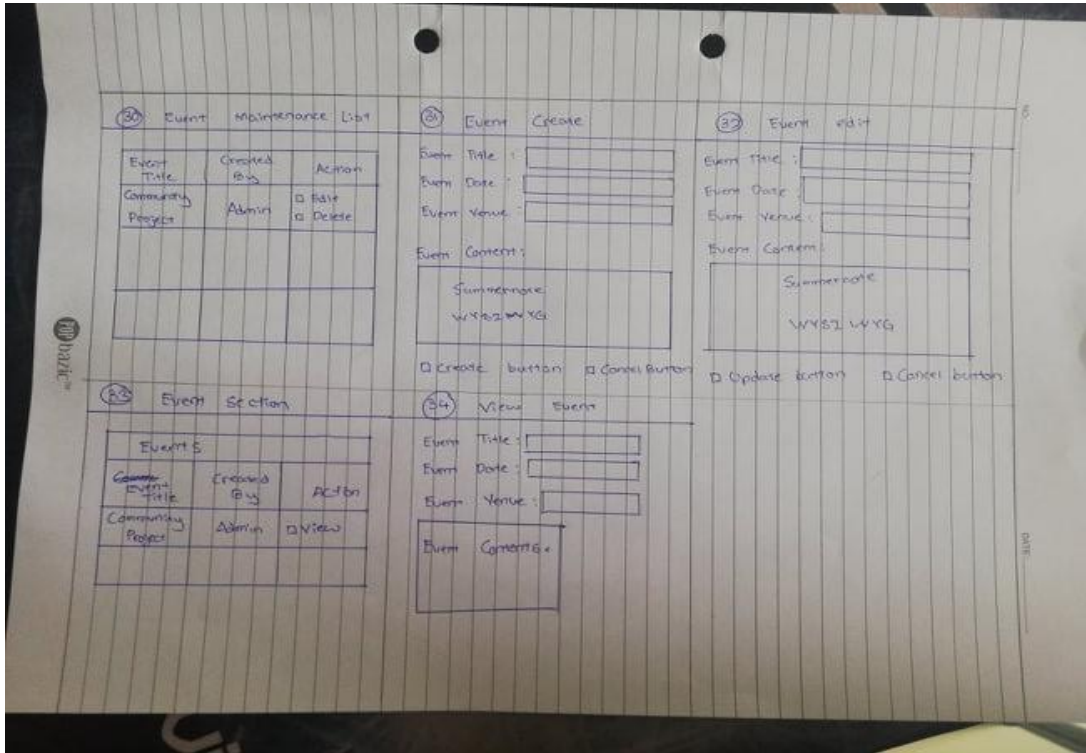 30 Event Maintenance List
Event Title
Created By
Action
Community Project
Admin
Edit
Delete
31 Event Create
Event Title :
Event Date :
Event Venue :
Event Content :
Summernote
WYSIWYG
Create button
Cancel Button
32 Event edit
Event Title :
Event Date :
Event Venue :
Event Content :
Summernote
WYSIWYG
Update button
Cancel button
33 Event Section
Events
Event Title
Created By
Action
Community Project
Admin
View
34 View Event
Event Title :
Event Date :
Event Venue :
Event Contents :
POP bazic
DATE: